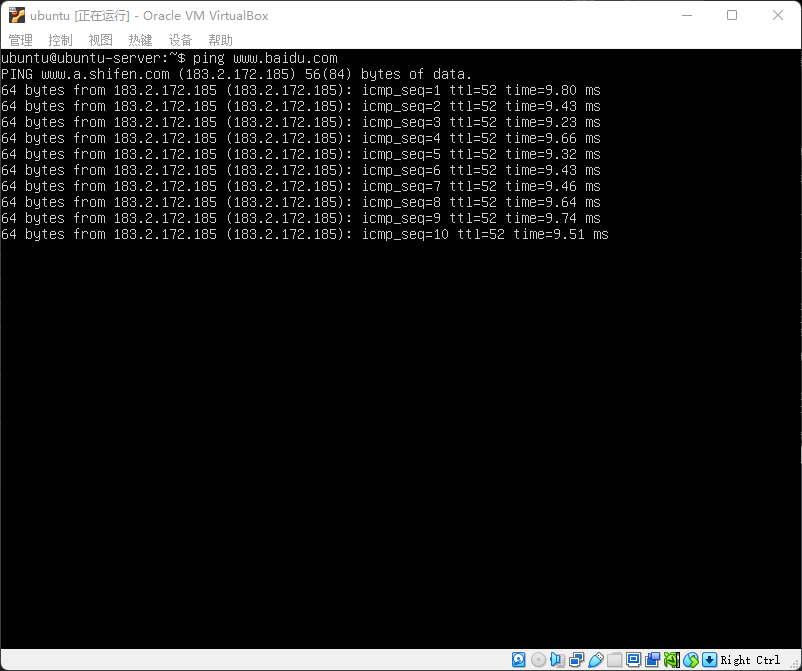 ubuntu [正在运行] - Oracle VM VirtualBox
管理 控制 视图 热键 设备 帮助
ubuntu@ubuntu-server:~$ ping www.baidu.com
PING www.a.shifen.com (183.2.172.185) 56(84) bytes of data.
64 bytes from 183.2.172.185 (183.2.172.185): icmp_seq=1 ttl=52 time=9.80 ms
64 bytes from 183.2.172.185 (183.2.172.185): icmp_seq=2 ttl=52 time=9.43 ms
64 bytes from 183.2.172.185 (183.2.172.185): icmp_seq=3 ttl=52 time=9.23 ms
64 bytes from 183.2.172.185 (183.2.172.185): icmp_seq=4 ttl=52 time=9.66 ms
64 bytes from 183.2.172.185 (183.2.172.185): icmp_seq=5 ttl=52 time=9.32 ms
64 bytes from 183.2.172.185 (183.2.172.185): icmp_seq=6 ttl=52 time=9.43 ms
64 bytes from 183.2.172.185 (183.2.172.185): icmp_seq=7 ttl=52 time=9.46 ms
64 bytes from 183.2.172.185 (183.2.172.185): icmp_seq=8 ttl=52 time=9.64 ms
64 bytes from 183.2.172.185 (183.2.172.185): icmp_seq=9 ttl=52 time=9.74 ms
64 bytes from 183.2.172.185 (183.2.172.185): icmp_seq=10 ttl=52 time=9.51 ms
Right Ctrl